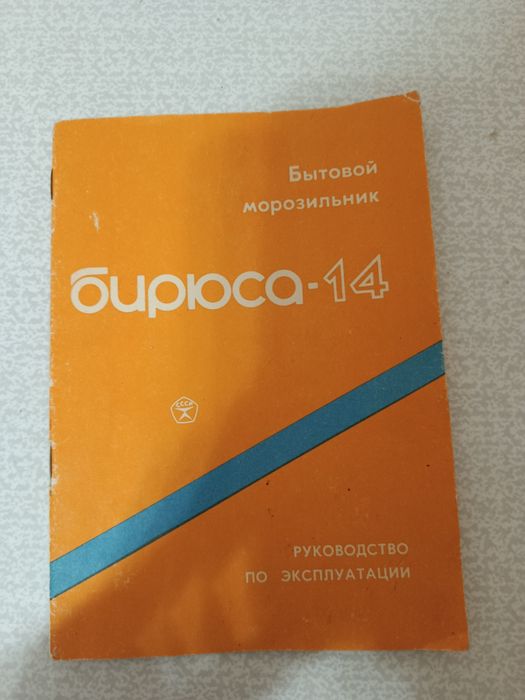 Бытовой
морозильник
бирюса-14
СССР
РУКОВОДСТВО
ПО ЭКСПЛУАТАЦИИ